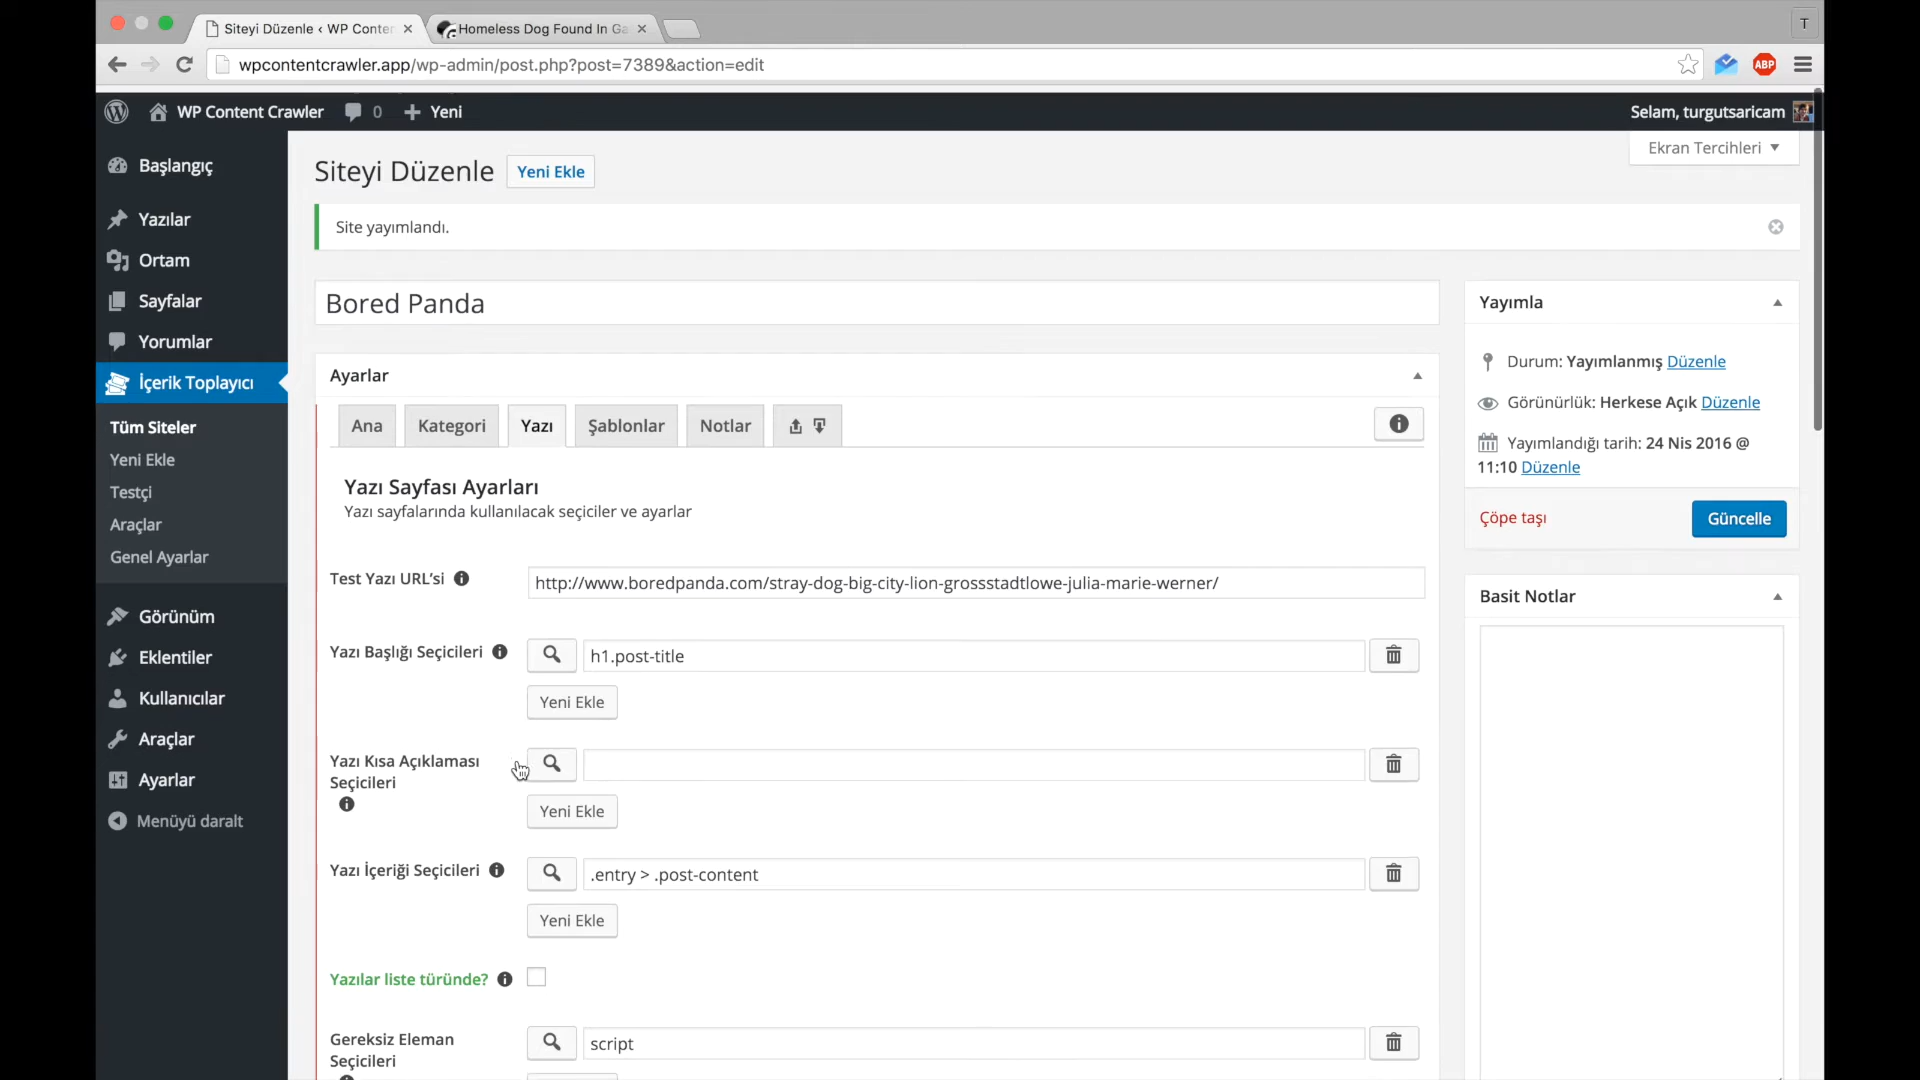 Siteyi Düzenle ‹ WP Conten
Homeless Dog Found In Ga
T
wpcontentcrawler.app/wp-admin/post.php?post=7389&action=edit
ABP
WP Content Crawler
0
Yeni
Selam, turgutsaricam
Başlangıç
Yazılar
Ortam
Sayfalar
Yorumlar
İçerik Toplayıcı
Tüm Siteler
Yeni Ekle
Testçi
Araçlar
Genel Ayarlar
Görünüm
Eklentiler
Kullanıcılar
Araçlar
Ayarlar
Menüyü daralt
Ekran Tercihleri
Siteyi Düzenle
Yeni Ekle
Site yayımlandı.
Bored Panda
Ayarlar
Ana
Kategori
Yazı
Şablonlar
Notlar
Yazı Sayfası Ayarları
Yazı sayfalarında kullanılacak seçiciler ve ayarlar
Test Yazı URL'si
http://www.boredpanda.com/stray-dog-big-city-lion-grossstadtlowe-julia-marie-werner/
Yazı Başlığı Seçicileri
h1.post-title
Yeni Ekle
Yazı Kısa Açıklaması
Seçicileri
Yeni Ekle
Yazı İçeriği Seçicileri
.entry > .post-content
Yeni Ekle
Yazılar liste türünde?
Gereksiz Eleman
Seçicileri
script
Yayımla
Durum: Yayımlanmış Düzenle
Görünürlük: Herkese Açık Düzenle
Yayımlandığı tarih: 24 Nis 2016 @
11:10 Düzenle
Çöpe taşı
Güncelle
Basit Notlar